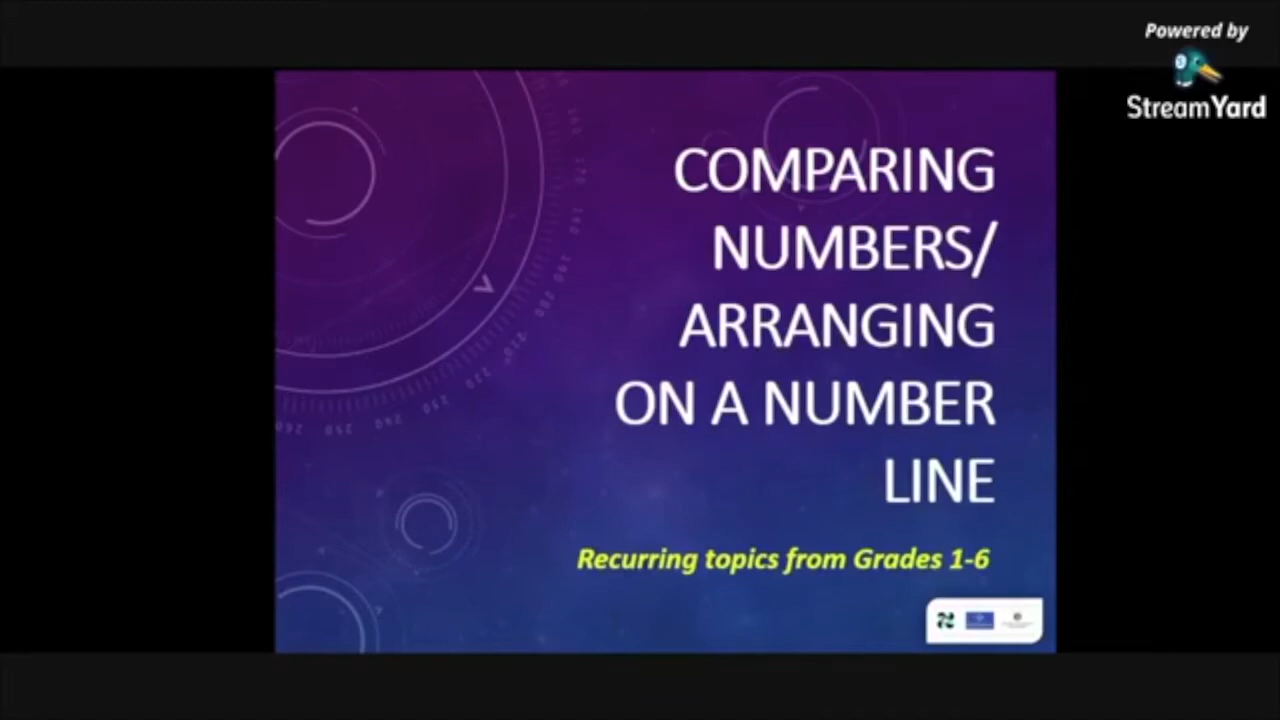 Powered by
StreamYard
COMPARING
NUMBERS/
ARRANGING
ON A NUMBER
LINE
Recurring topics from Grades 1-6